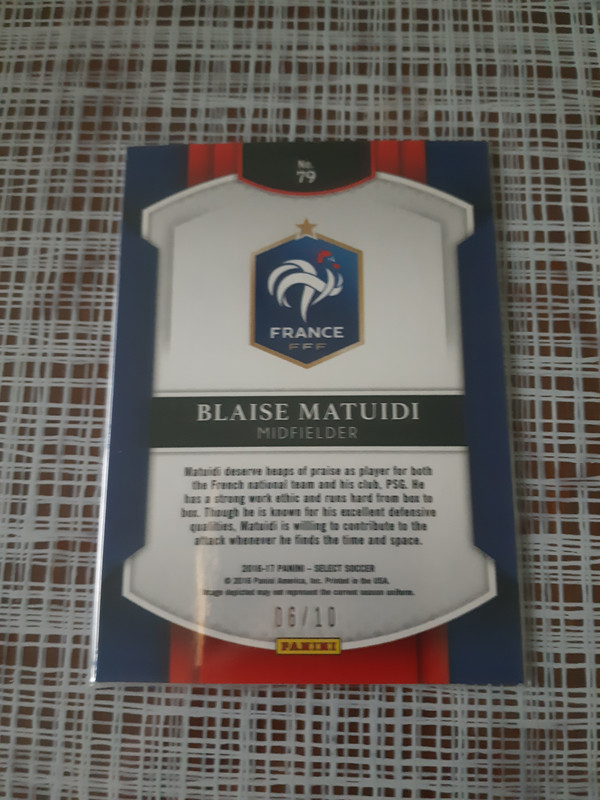 No.
79
FRANCE
FFF
BLAISE MATUIDI
MIDFIELDER
Matuidi deserve heaps of praise as player for both
the French national team and his club, PSG. He
has a strong work ethic and runs hard from box to
box. Though he is known for his excellent defensive
qualities, Matuidi is willing to contribute to the
attack whenever he finds the time and space.
2016-17 PANINI – SELECT SOCCER
© 2016 Panini America, Inc. Printed in the USA.
Image depicted may not represent the current season uniform.
06/10
PANINI